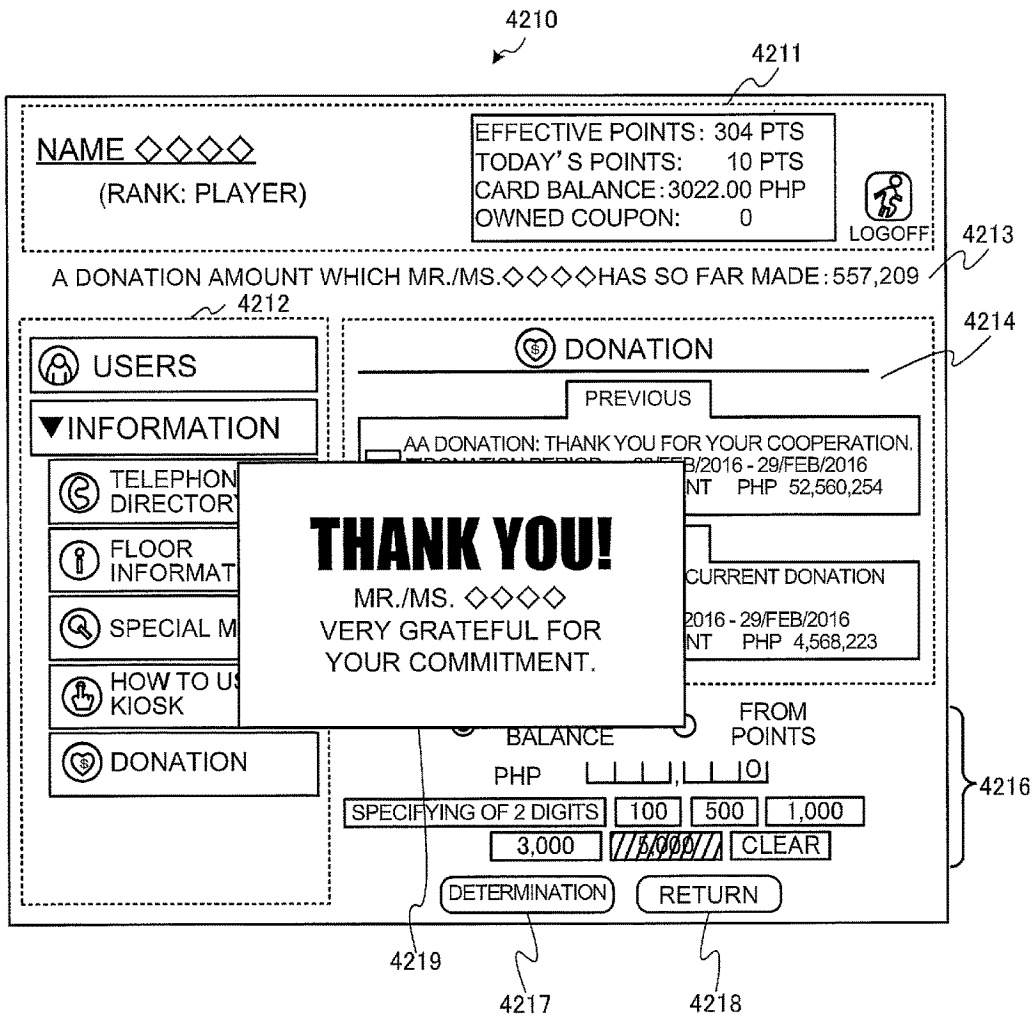 4210
4211
NAME ◇◇◇◇
(RANK: PLAYER)
EFFECTIVE POINTS: 304 PTS
TODAY'S POINTS: 10 PTS
CARD BALANCE: 3022.00 PHP
OWNED COUPON: 0
LOGOFF
4213
A DONATION AMOUNT WHICH MR./MS.◇◇◇◇HAS SO FAR MADE: 557,209
4212
4214
USERS
▼INFORMATION
TELEPHON
DIRECTORY
FLOOR
INFORMAT
SPECIAL M
HOW TO US
KIOSK
DONATION
DONATION
PREVIOUS
AA DONATION: THANK YOU FOR YOUR COOPERATION.
/FEB/2016 - 29/FEB/2016
NT PHP 52,560,254
CURRENT DONATION
2016 - 29/FEB/2016
NT PHP 4,568,223
THANK YOU!
MR./MS. ◇◇◇◇
VERY GRATEFUL FOR
YOUR COMMITMENT.
BALANCE
FROM
POINTS
PHP , 0
SPECIFYING OF 2 DIGITS 100 500 1,000
3,000 5,000 CLEAR
4216
DETERMINATION RETURN
4219
4217
4218